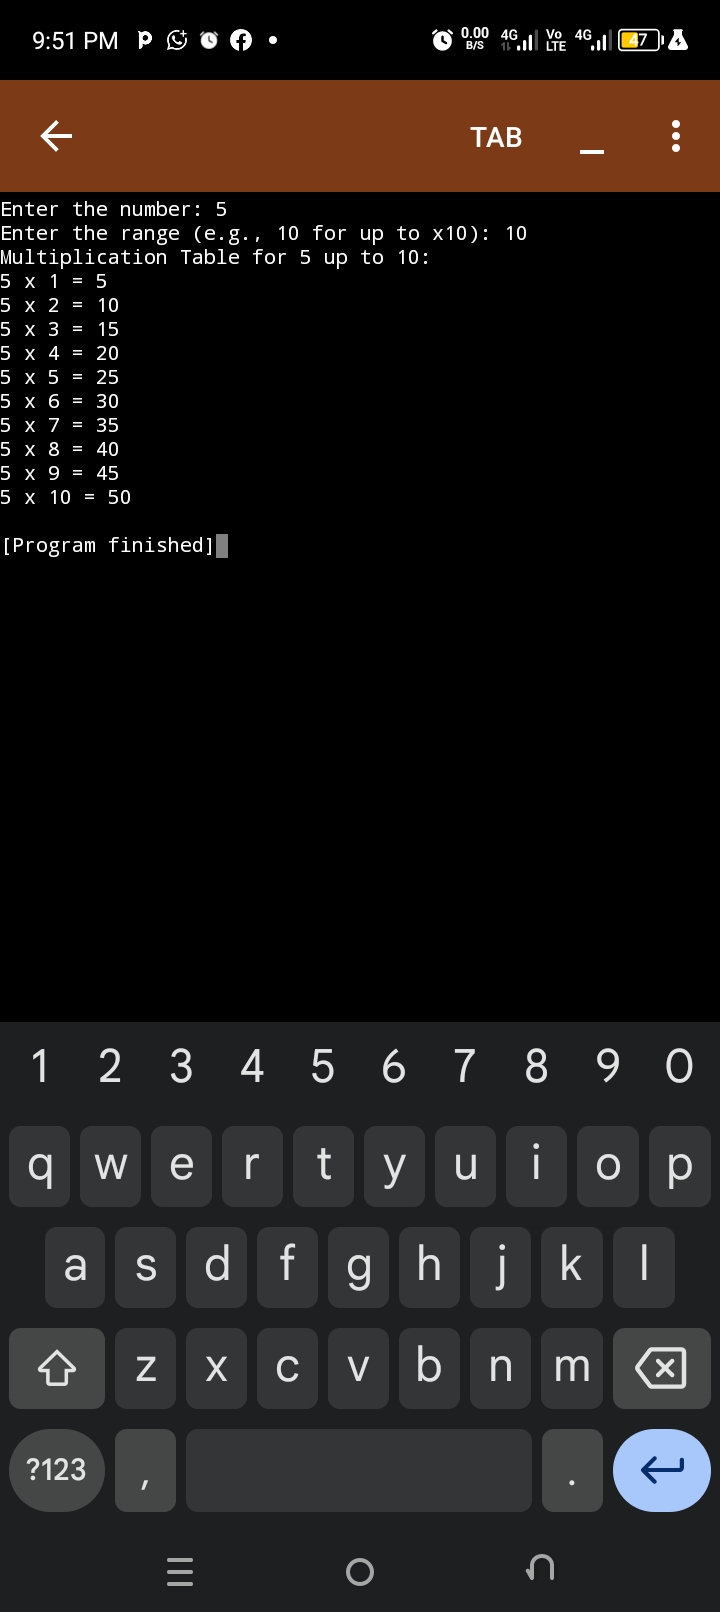 9:51 PM 0.00 B/S 4G Vo LTE 4G 47
TAB
Enter the number: 5
Enter the range (e.g., 10 for up to x10): 10
Multiplication Table for 5 up to 10:
5 x 1 = 5
5 x 2 = 10
5 x 3 = 15
5 x 4 = 20
5 x 5 = 25
5 x 6 = 30
5 x 7 = 35
5 x 8 = 40
5 x 9 = 45
5 x 10 = 50
[Program finished]
1 2 3 4 5 6 7 8 9 0
q w e r t y u i o p
a s d f g h j k l
z x c v b n m
?123 , .